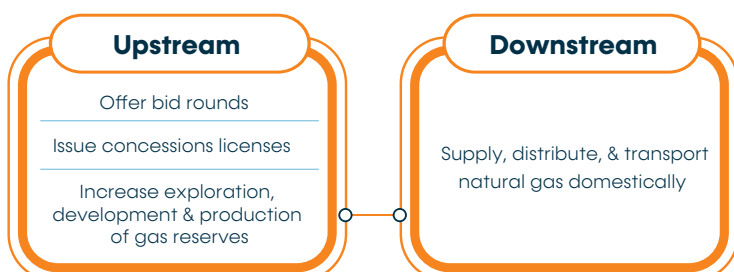 Upstream
Offer bid rounds
Issue concessions licenses
Increase exploration,
development & production
of gas reserves
Downstream
Supply, distribute, & transport
natural gas domestically